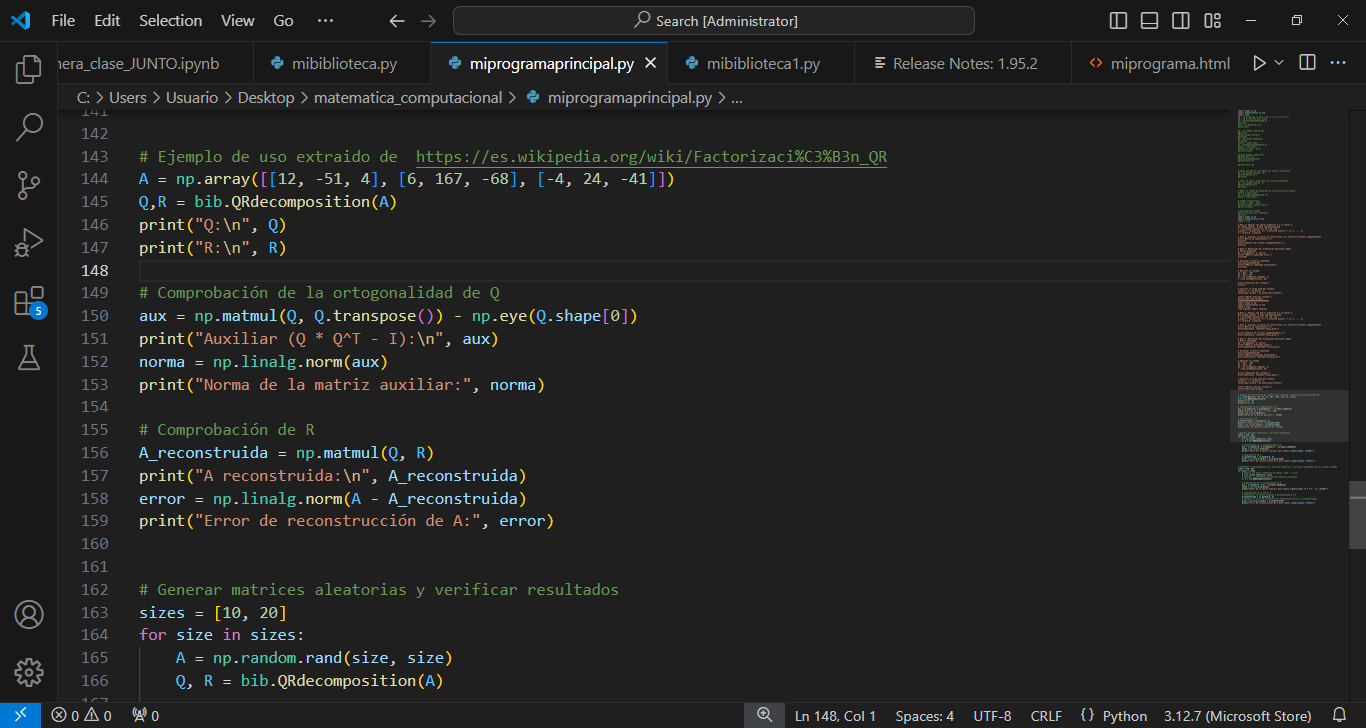 File Edit Selection View Go ··· Search [Administrator]
nera_clase_JUNTO.ipynb mibiblioteca.py miprogramaprincipal.py mibiblioteca1.py Release Notes: 1.95.2 miprograma.html
C: > Users > Usuario > Desktop > matematica_computacional > miprogramaprincipal.py > ...
141
142
143 # Ejemplo de uso extraido de https://es.wikipedia.org/wiki/Factorizaci%C3%B3n_QR
144 A = np.array([[12, -51, 4], [6, 167, -68], [-4, 24, -41]])
145 Q,R = bib.QRdecomposition(A)
146 print("Q:\n", Q)
147 print("R:\n", R)
148
149 # Comprobación de la ortogonalidad de Q
150 aux = np.matmul(Q, Q.transpose()) - np.eye(Q.shape[0])
151 print("Auxiliar (Q * Q^T - I):\n", aux)
152 norma = np.linalg.norm(aux)
153 print("Norma de la matriz auxiliar:", norma)
154
155 # Comprobación de R
156 A_reconstruida = np.matmul(Q, R)
157 print("A reconstruida:\n", A_reconstruida)
158 error = np.linalg.norm(A - A_reconstruida)
159 print("Error de reconstrucción de A:", error)
160
161
162 # Generar matrices aleatorias y verificar resultados
163 sizes = [10, 20]
164 for size in sizes:
165 A = np.random.rand(size, size)
166 Q, R = bib.QRdecomposition(A)
167
5
0 0 0 Ln 148, Col 1 Spaces: 4 UTF-8 CRLF {} Python 3.12.7 (Microsoft Store)